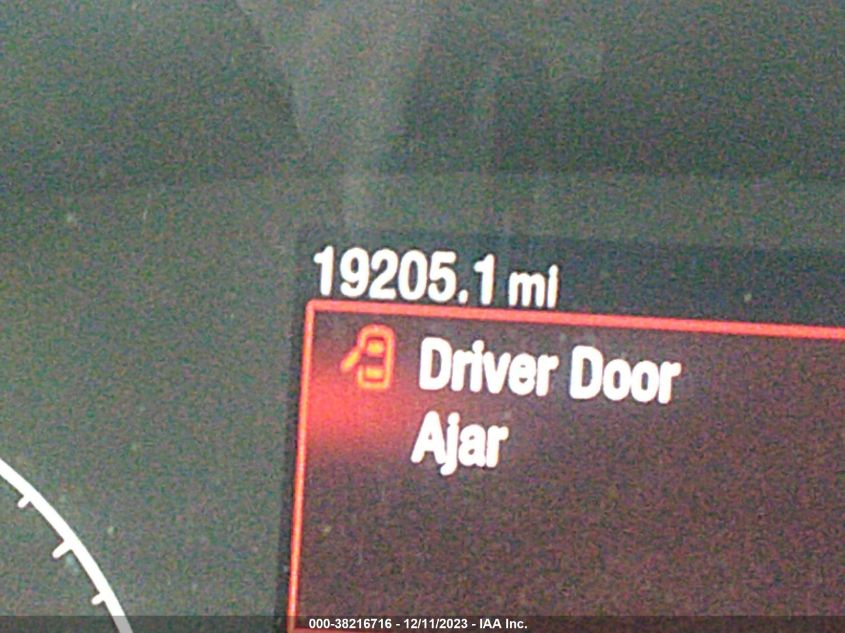 19205.1 mi
Driver Door
Ajar
000-38216716 - 12/11/2023 - IAA Inc.